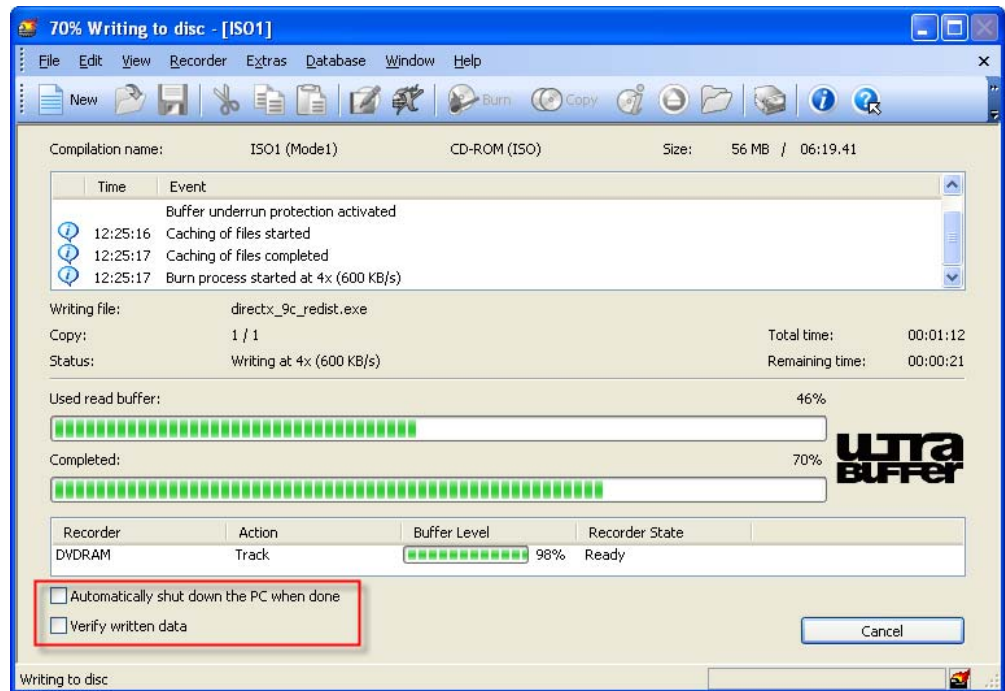 70% Writing to disc - [ISO1]
File Edit View Recorder Extras Database Window Help
New Burn Copy
Compilation name: ISO1 (Mode1) CD-ROM (ISO) Size: 56 MB / 06:19.41
Time Event
Buffer underrun protection activated
12:25:16 Caching of files started
12:25:17 Caching of files completed
12:25:17 Burn process started at 4x (600 KB/s)
Writing file: directx_9c_redist.exe
Copy: 1 / 1 Total time: 00:01:12
Status: Writing at 4x (600 KB/s) Remaining time: 00:00:21
Used read buffer: 46%
Completed: 70%
ULTRA
BUFFER
Recorder Action Buffer Level Recorder State
DVDRAM Track 98% Ready
Automatically shut down the PC when done
Verify written data
Cancel
Writing to disc